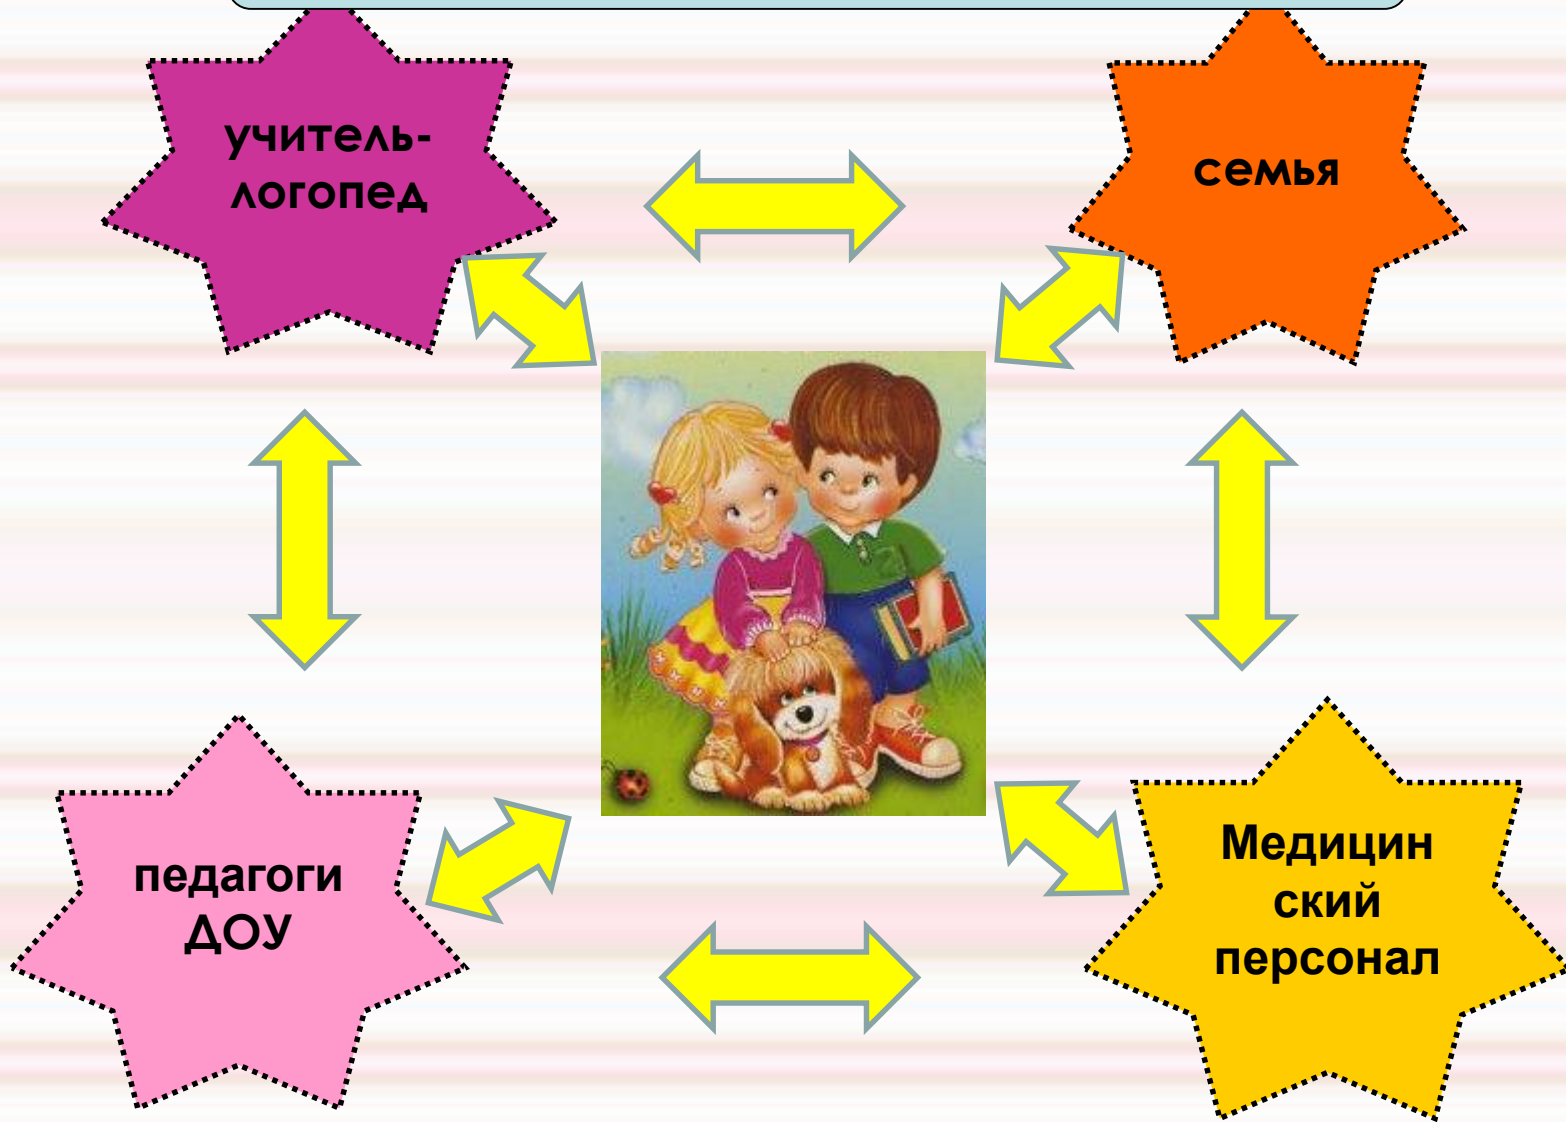 учитель-
логопед
семья
педагоги
ДОУ
Медицин
ский
персонал